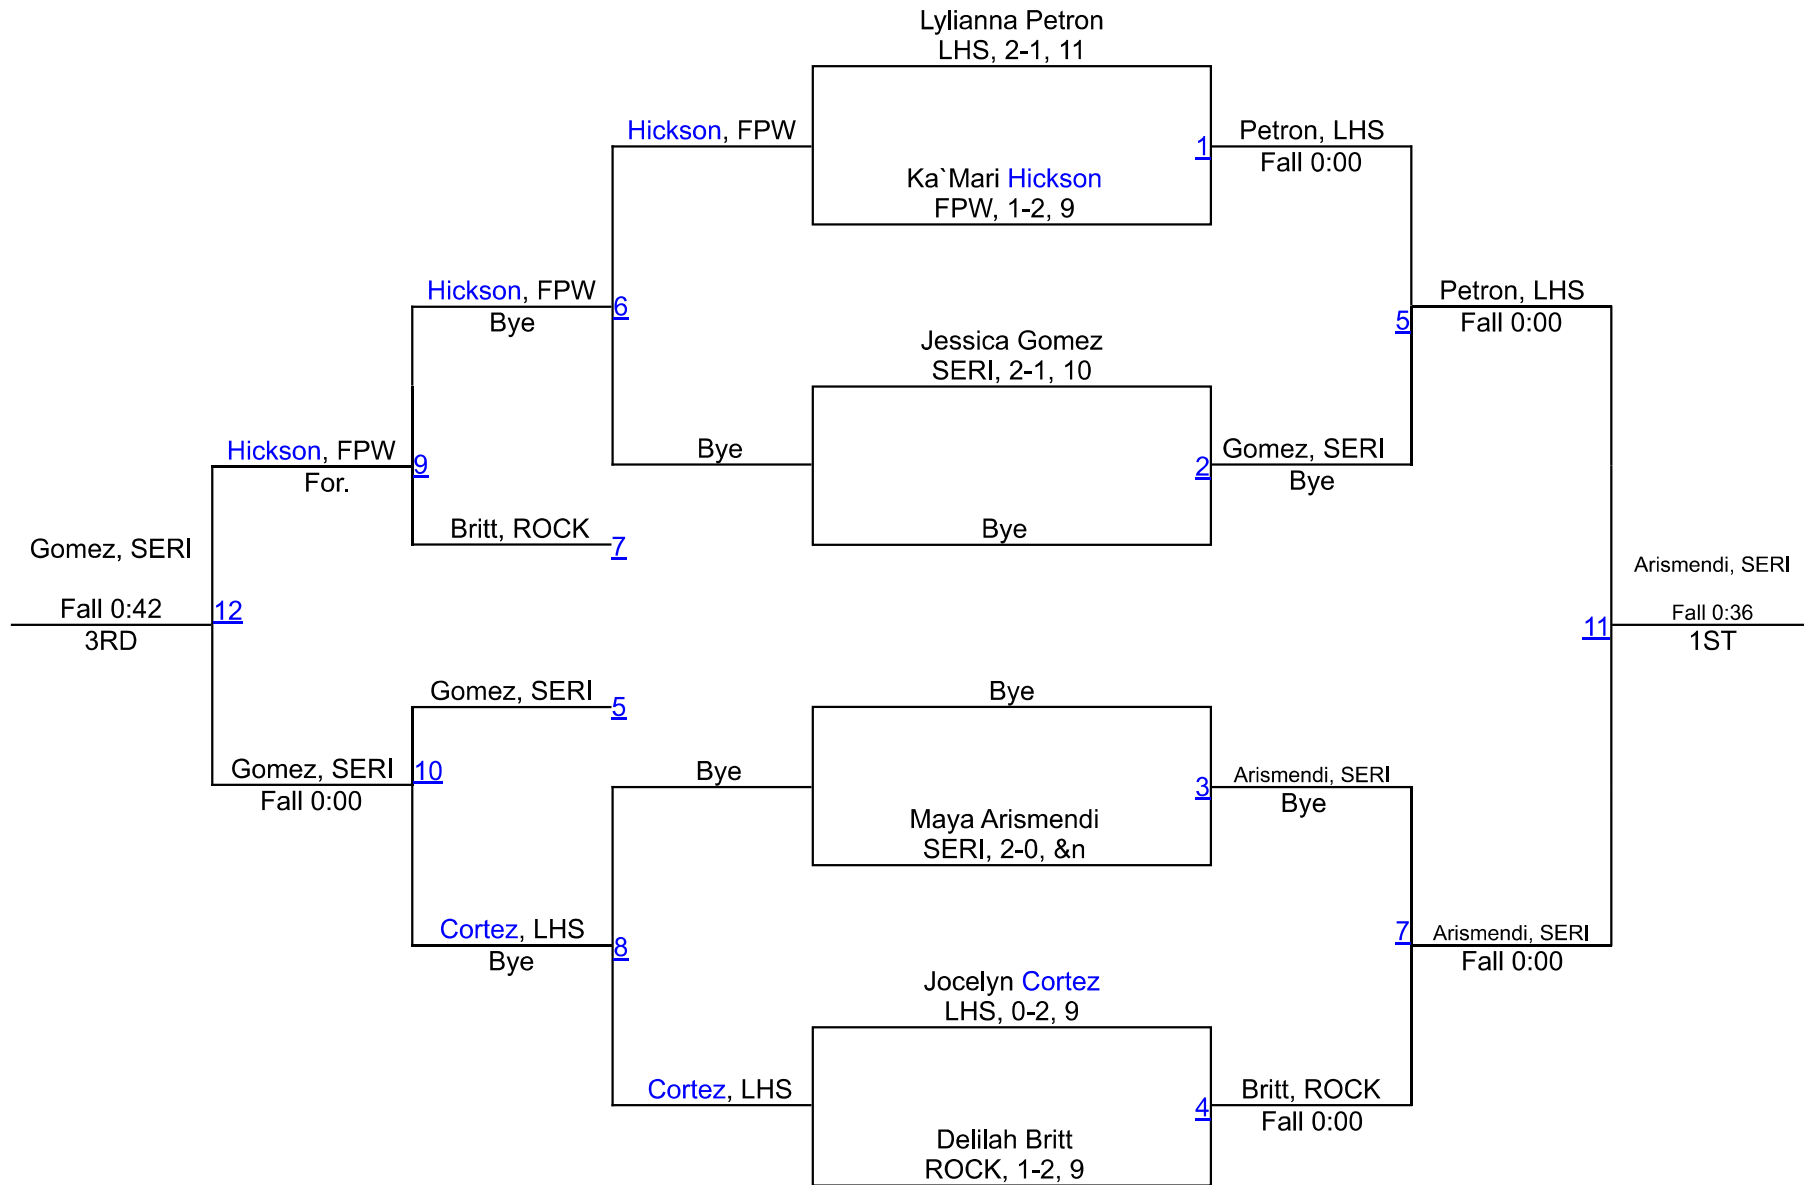 Lylianna Petron
LHS, 2-1, 11
Hickson, FPW
1
Petron, LHS
Fall 0:00
Ka`Mari Hickson
FPW, 1-2, 9
Hickson, FPW
Bye
6
Jessica Gomez
SERI, 2-1, 10
5
Petron, LHS
Fall 0:00
Hickson, FPW
For.
9
Bye
2
Gomez, SERI
Bye
Britt, ROCK
7
Bye
Gomez, SERI
Fall 0:42
3RD
12
Arismendi, SERI
Fall 0:36
1ST
11
Gomez, SERI
5
Bye
Gomez, SERI
Fall 0:00
10
Bye
3
Arismendi, SERI
Bye
Maya Arismendi
SERI, 2-0, &n
Cortez, LHS
Bye
8
7
Arismendi, SERI
Fall 0:00
Jocelyn Cortez
LHS, 0-2, 9
Cortez, LHS
4
Britt, ROCK
Fall 0:00
Delilah Britt
ROCK, 1-2, 9